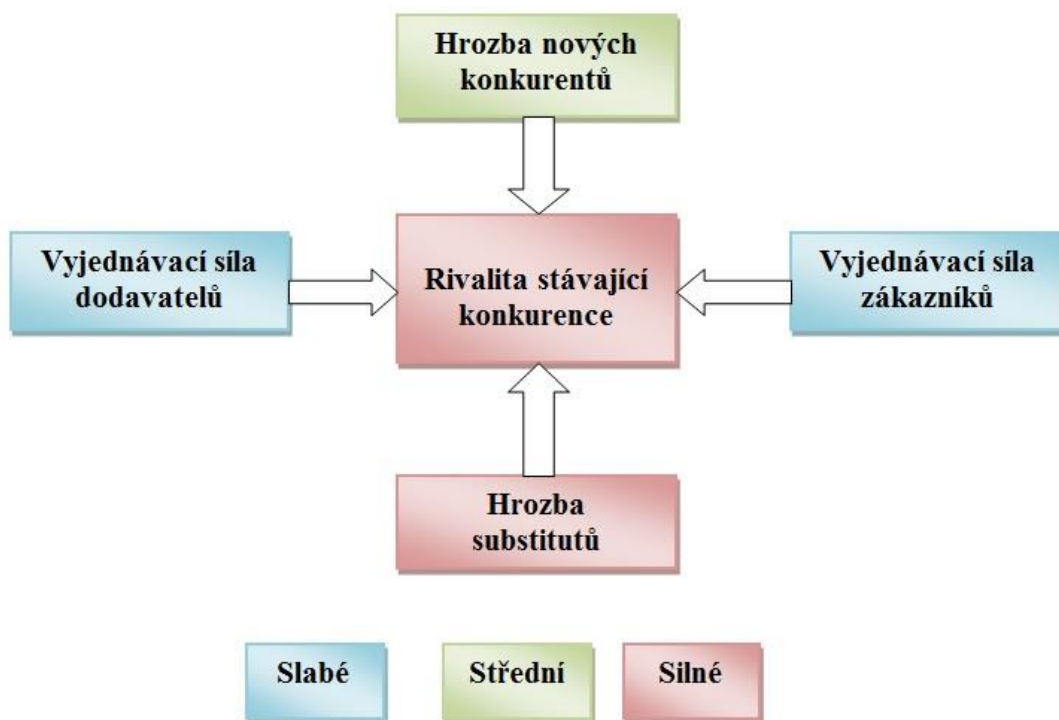 Hrozba nových
konkurentů
Vyjednávací síla
dodavatelů
Rivalita stávající
konkurence
Vyjednávací síla
zákazníků
Hrozba
substitutů
Slabé
Střední
Silné